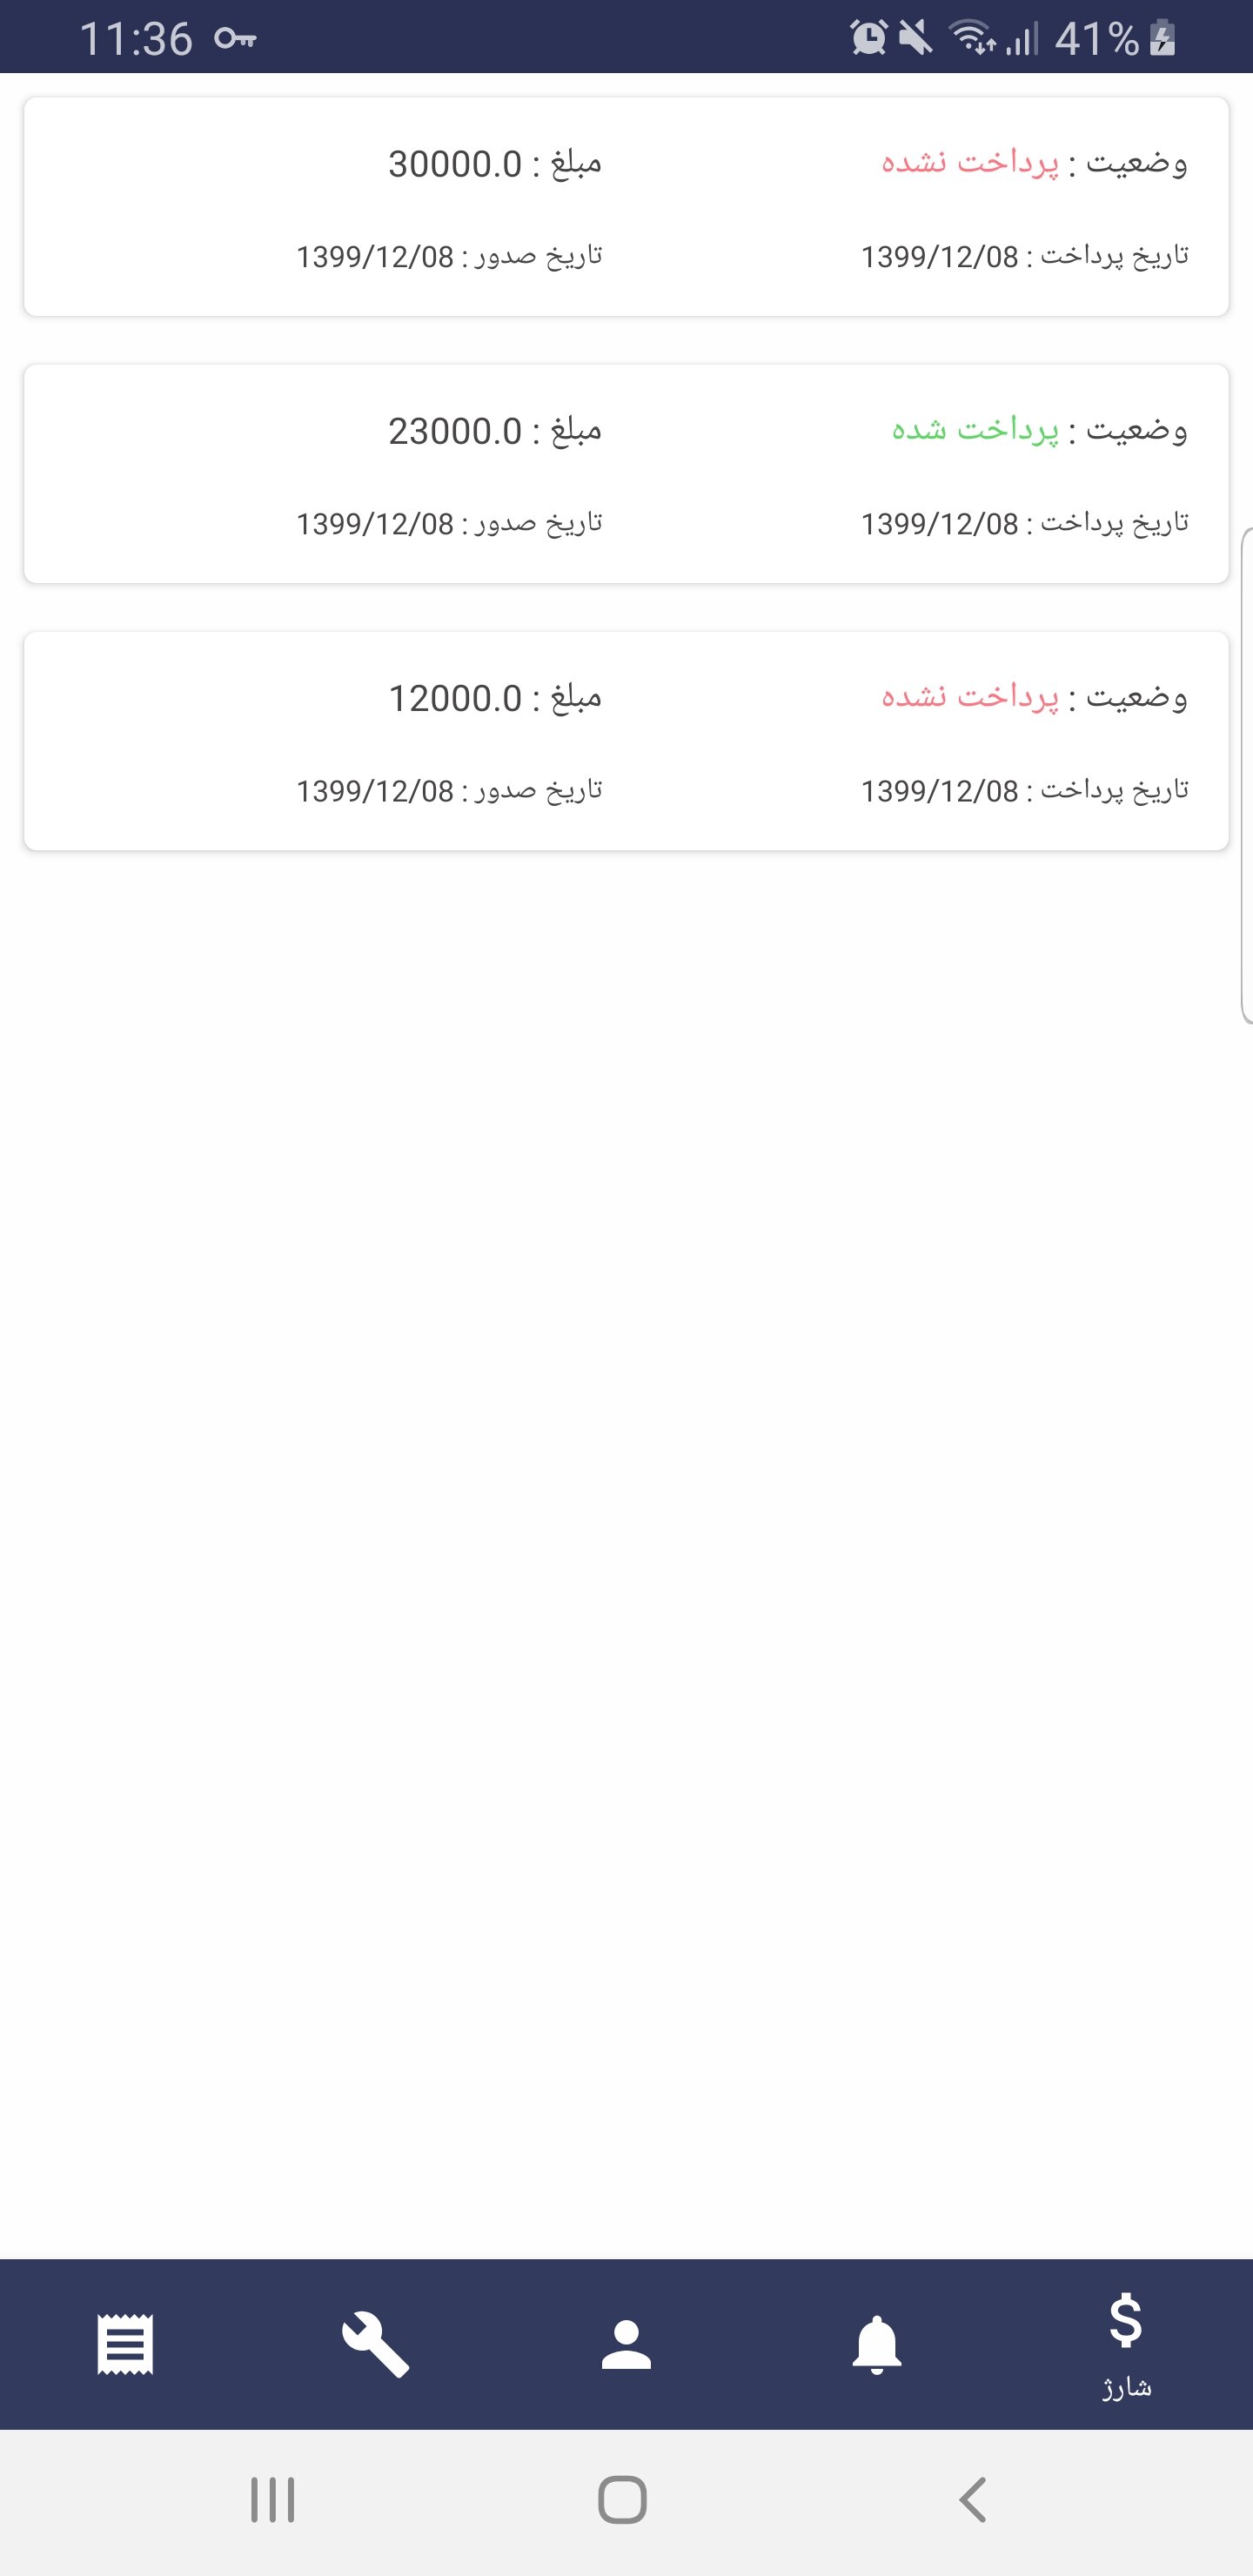 11:36
41%
وضعیت : پرداخت نشده
مبلغ : 30000.0
تاریخ پرداخت : 1399/12/08
تاریخ صدور : 1399/12/08
وضعیت : پرداخت شده
مبلغ : 23000.0
تاریخ پرداخت : 1399/12/08
تاریخ صدور : 1399/12/08
وضعیت : پرداخت نشده
مبلغ : 12000.0
تاریخ پرداخت : 1399/12/08
تاریخ صدور : 1399/12/08
شارژ